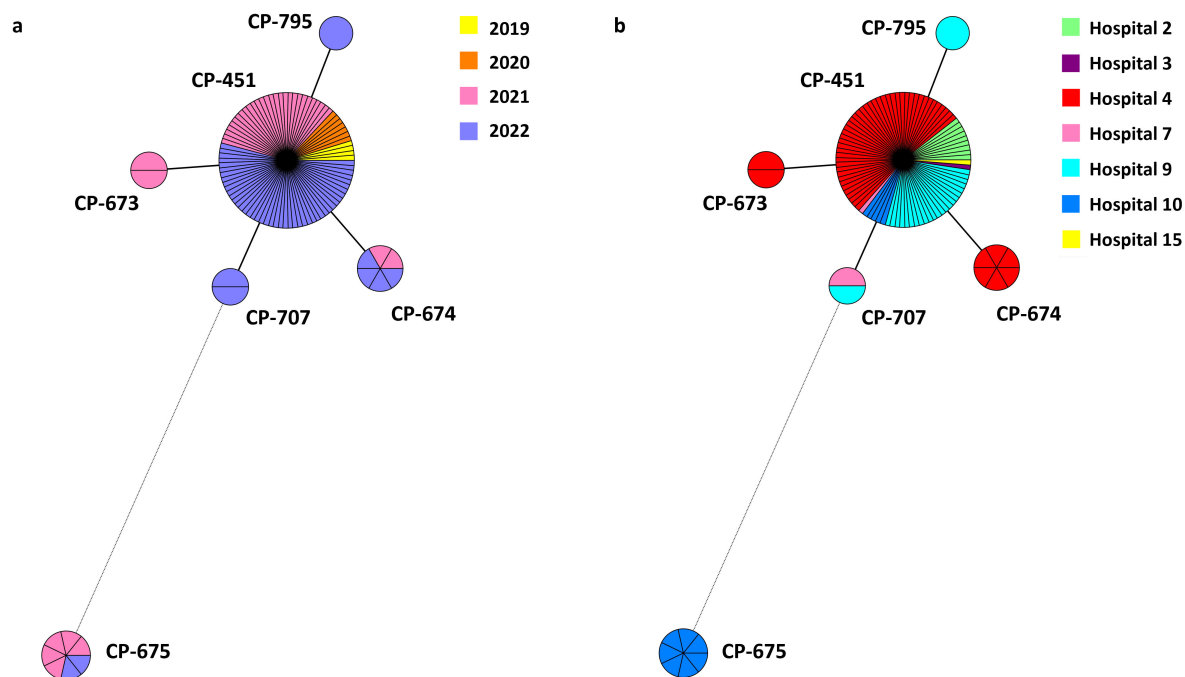 a
CP-795
CP-451
CP-673
CP-674
CP-707
CP-675
2019
2020
2021
2022
b
CP-795
CP-451
CP-673
CP-674
CP-707
CP-675
Hospital 2
Hospital 3
Hospital 4
Hospital 7
Hospital 9
Hospital 10
Hospital 15